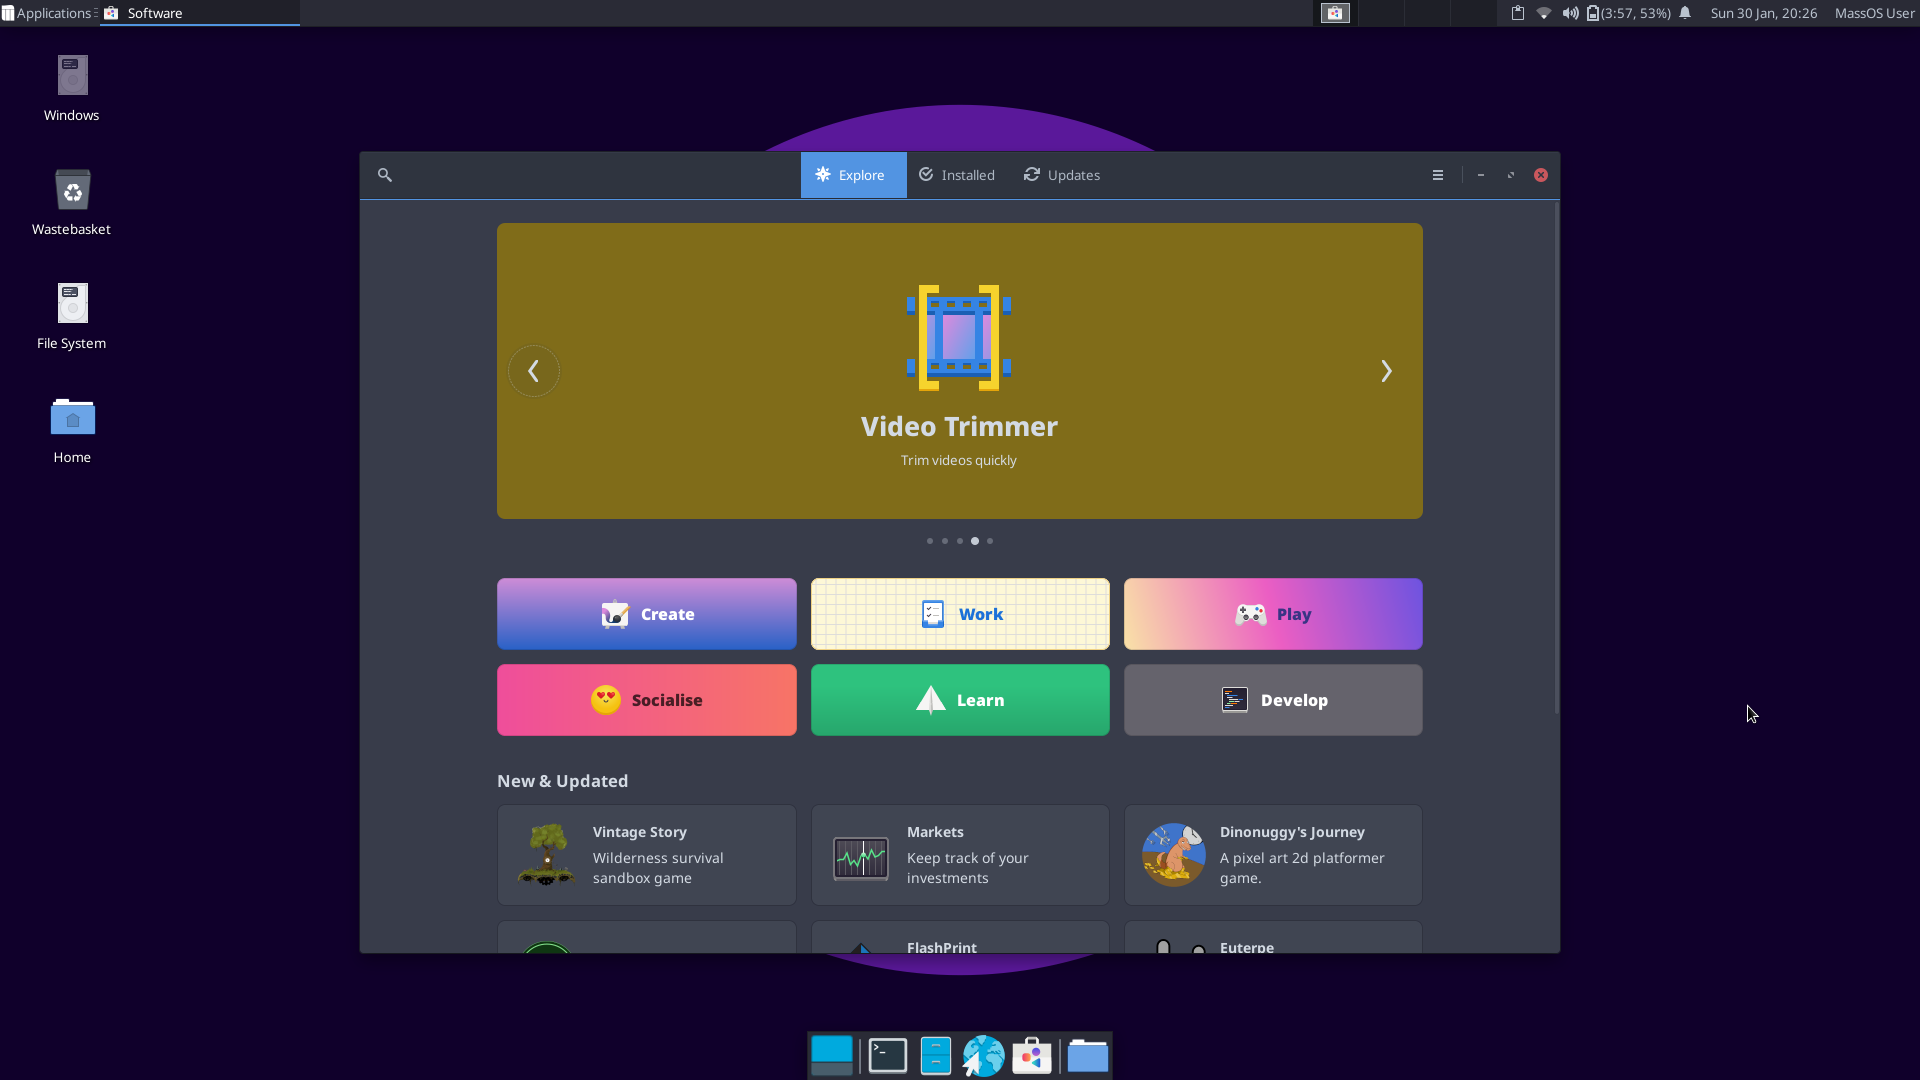 Applications
Software
(3:57, 53%)
Sun 30 Jan, 20:26
MassOS User
Windows
Wastebasket
File System
Home
Explore
Installed
Updates
Video Trimmer
Trim videos quickly
Create
Work
Play
Socialise
Learn
Develop
New & Updated
Vintage Story
Wilderness survival
sandbox game
Markets
Keep track of your
investments
Dinonuggy's Journey
A pixel art 2d platformer
game.
FlashPrint
Euterpe